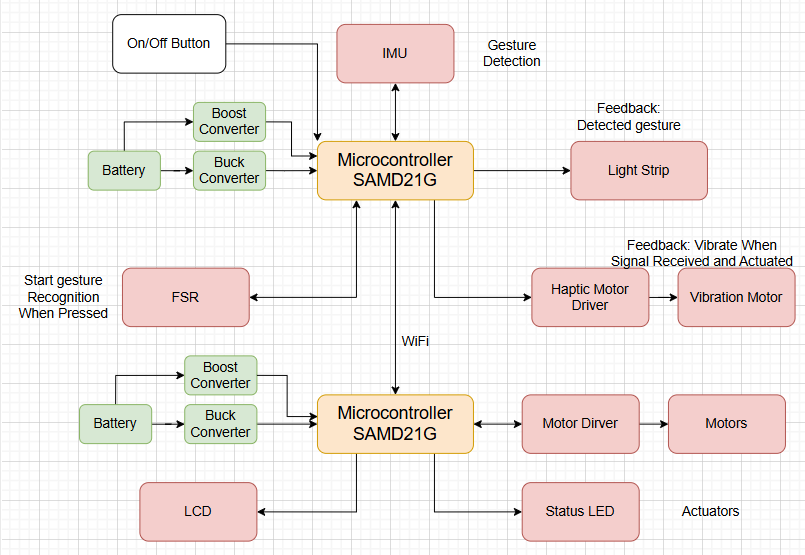 On/Off Button
IMU
Gesture
Detection
Boost
Converter
Feedback:
Detected gesture
Battery
Buck
Converter
Microcontroller
SAMD21G
Light Strip
Feedback: Vibrate When
Signal Received and Actuated
Start gesture
Recognition
When Pressed
FSR
Haptic Motor
Driver
Vibration Motor
WiFi
Boost
Converter
Battery
Buck
Converter
Microcontroller
SAMD21G
Motor Dirver
Motors
LCD
Status LED
Actuators